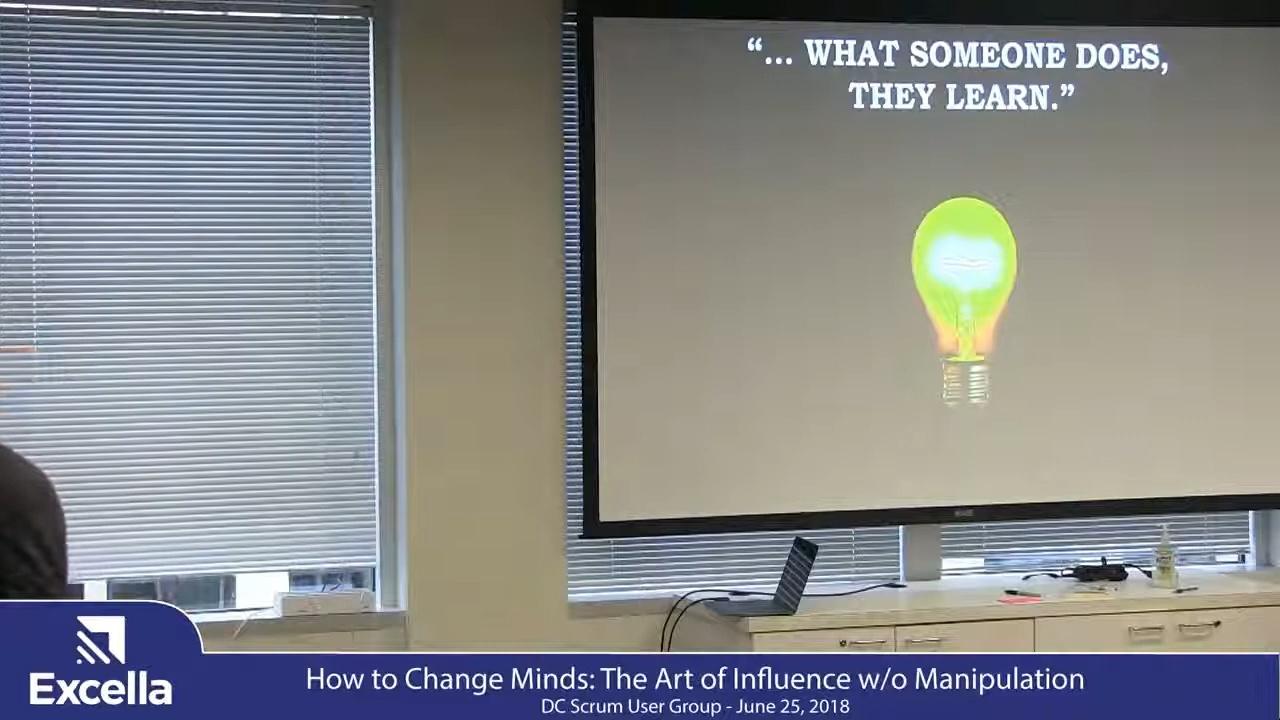 “... WHAT SOMEONE DOES,
THEY LEARN.”
Excella
How to Change Minds: The Art of Influence w/o Manipulation
DC Scrum User Group - June 25, 2018